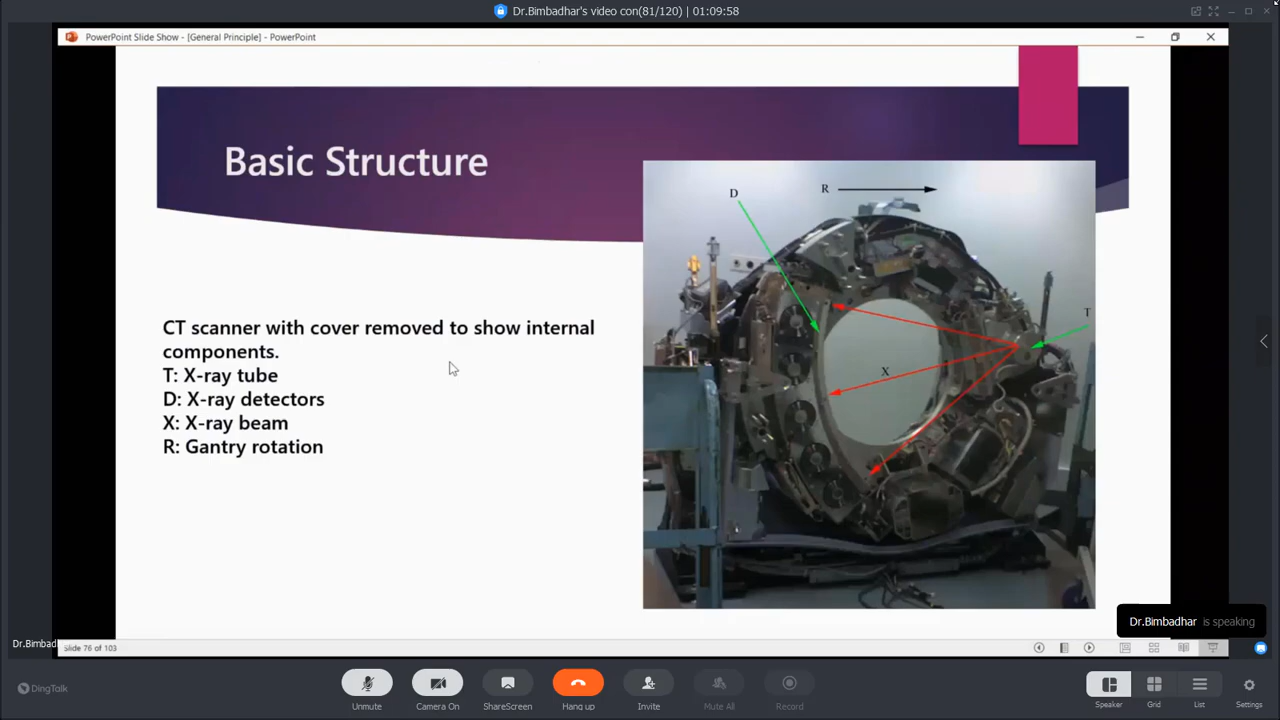 Dr.Bimbadhar's video con(81/120) | 01:09:58
PowerPoint Slide Show - [General Principle] - PowerPoint
Basic Structure
D
R
T
X
CT scanner with cover removed to show internal
components.
T: X-ray tube
D: X-ray detectors
X: X-ray beam
R: Gantry rotation
Dr.Bimbadhar is speaking
Dr.Bimbad
Slide 76 of 103
DingTalk
Unmute
Camera On
ShareScreen
Hang up
Invite
Mute All
Record
Speaker
Grid
List
Settings